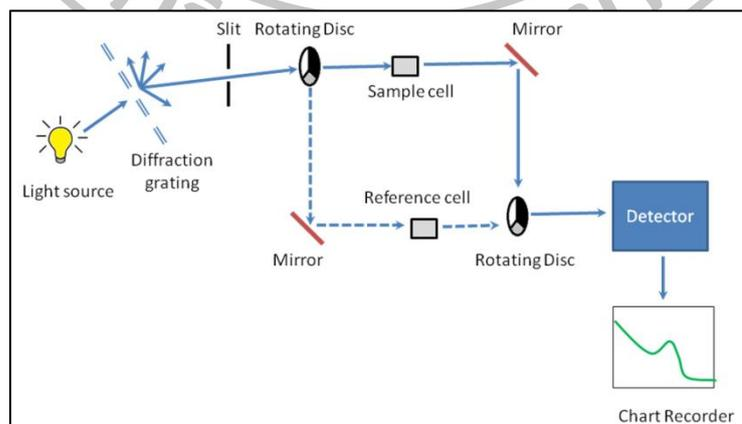 Slit
Rotating Disc
Mirror
Sample cell
Diffraction
grating
Light source
Reference cell
Detector
Mirror
Rotating Disc
Chart Recorder